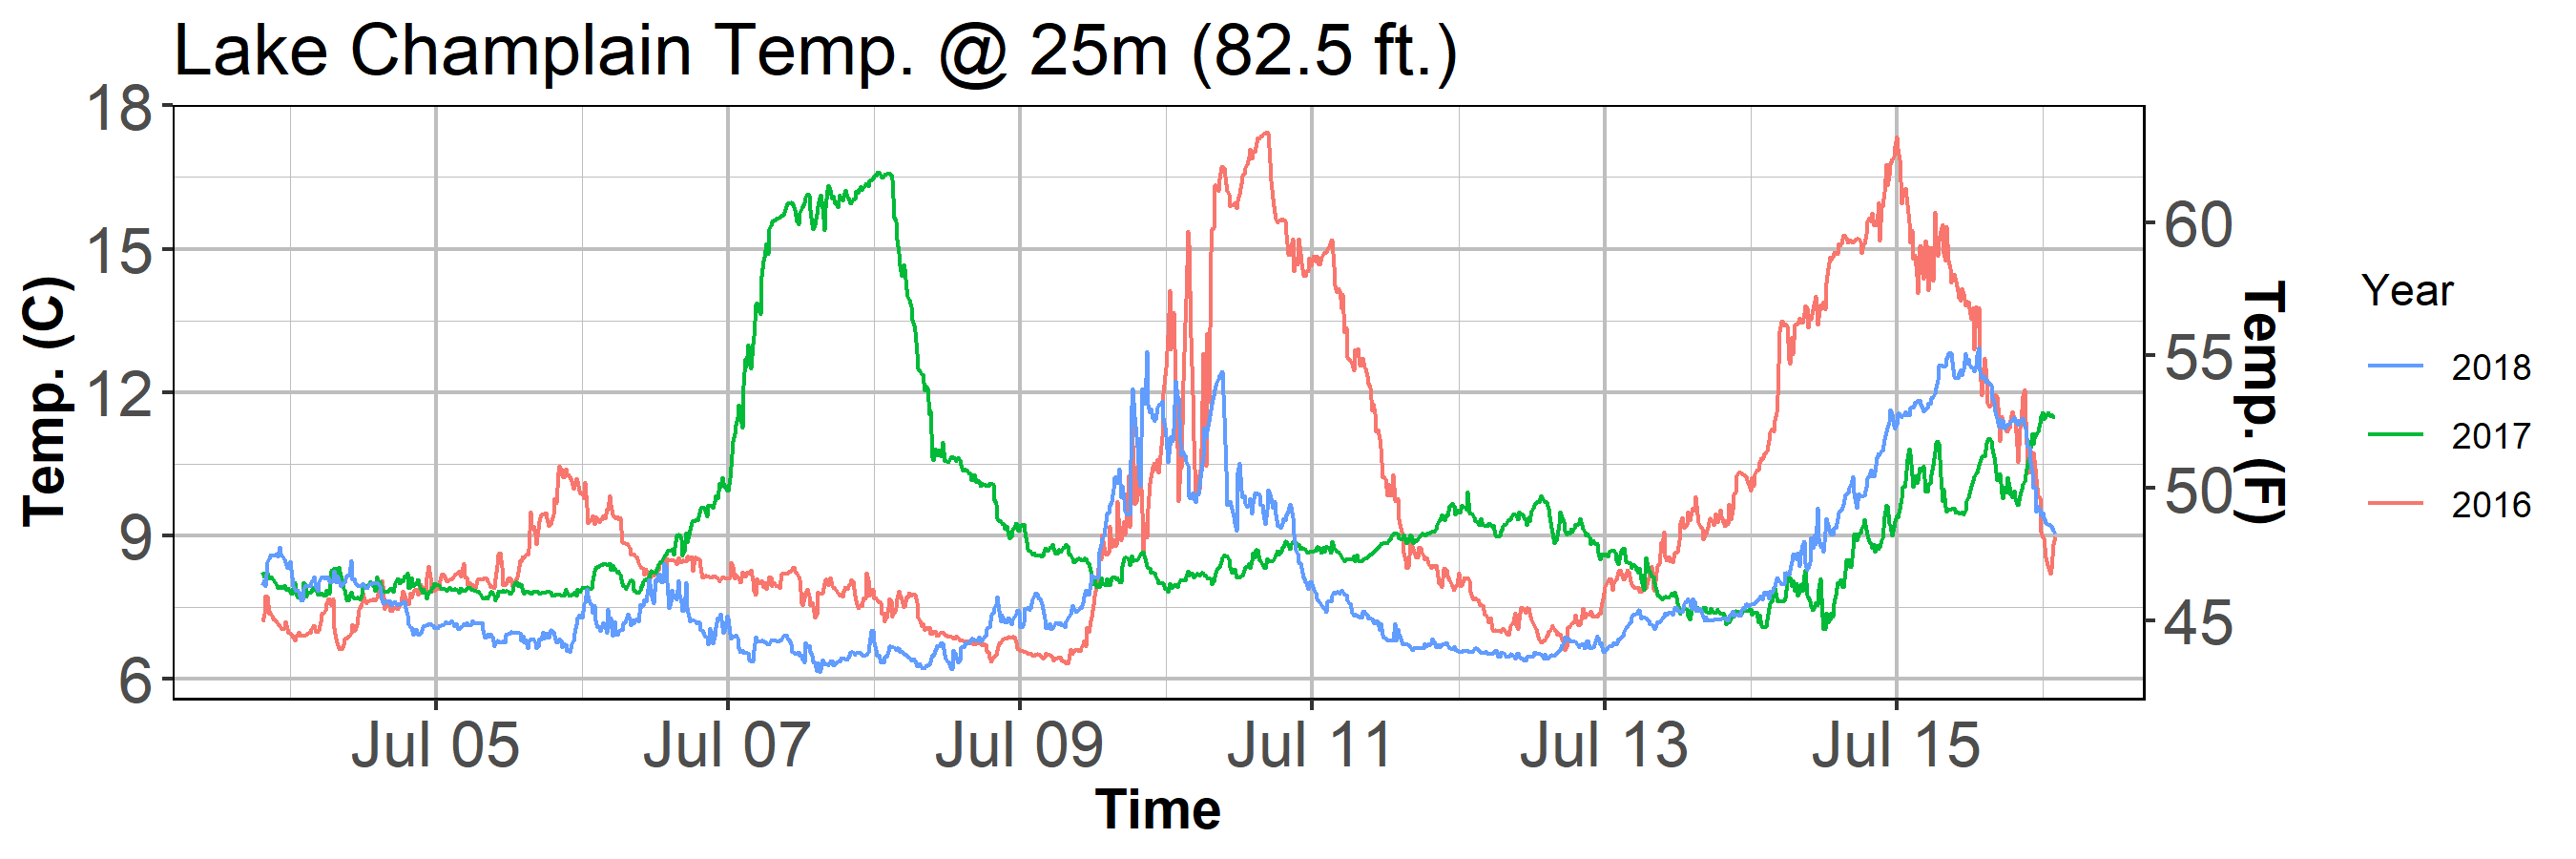 Lake Champlain Temp. @ 25m (82.5 ft.)
18
15
12
9
6
Temp. (C)
60
55
50
45
Temp. (F)
Jul 05 Jul 07 Jul 09 Jul 11 Jul 13 Jul 15
Time
Year
2018
2017
2016